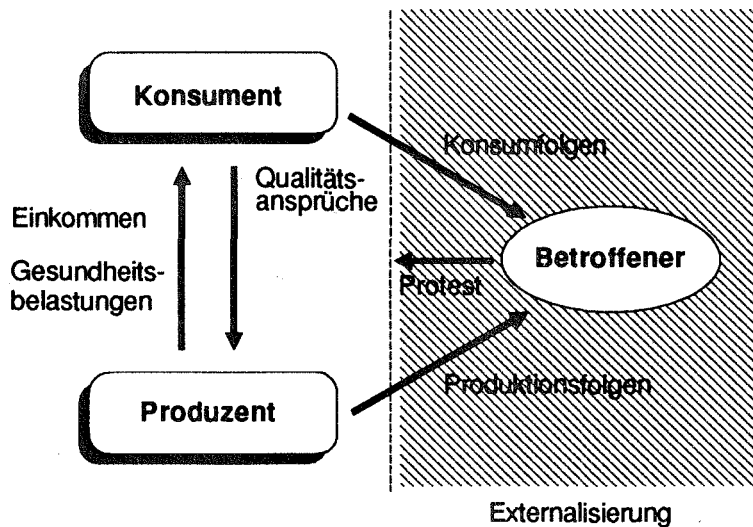 Konsument
Konsumfolgen
Qualitäts-
ansprüche
Einkommen
Gesundheits-
belastungen
Betroffener
Protest
Produktionsfolgen
Produzent
Externalisierung